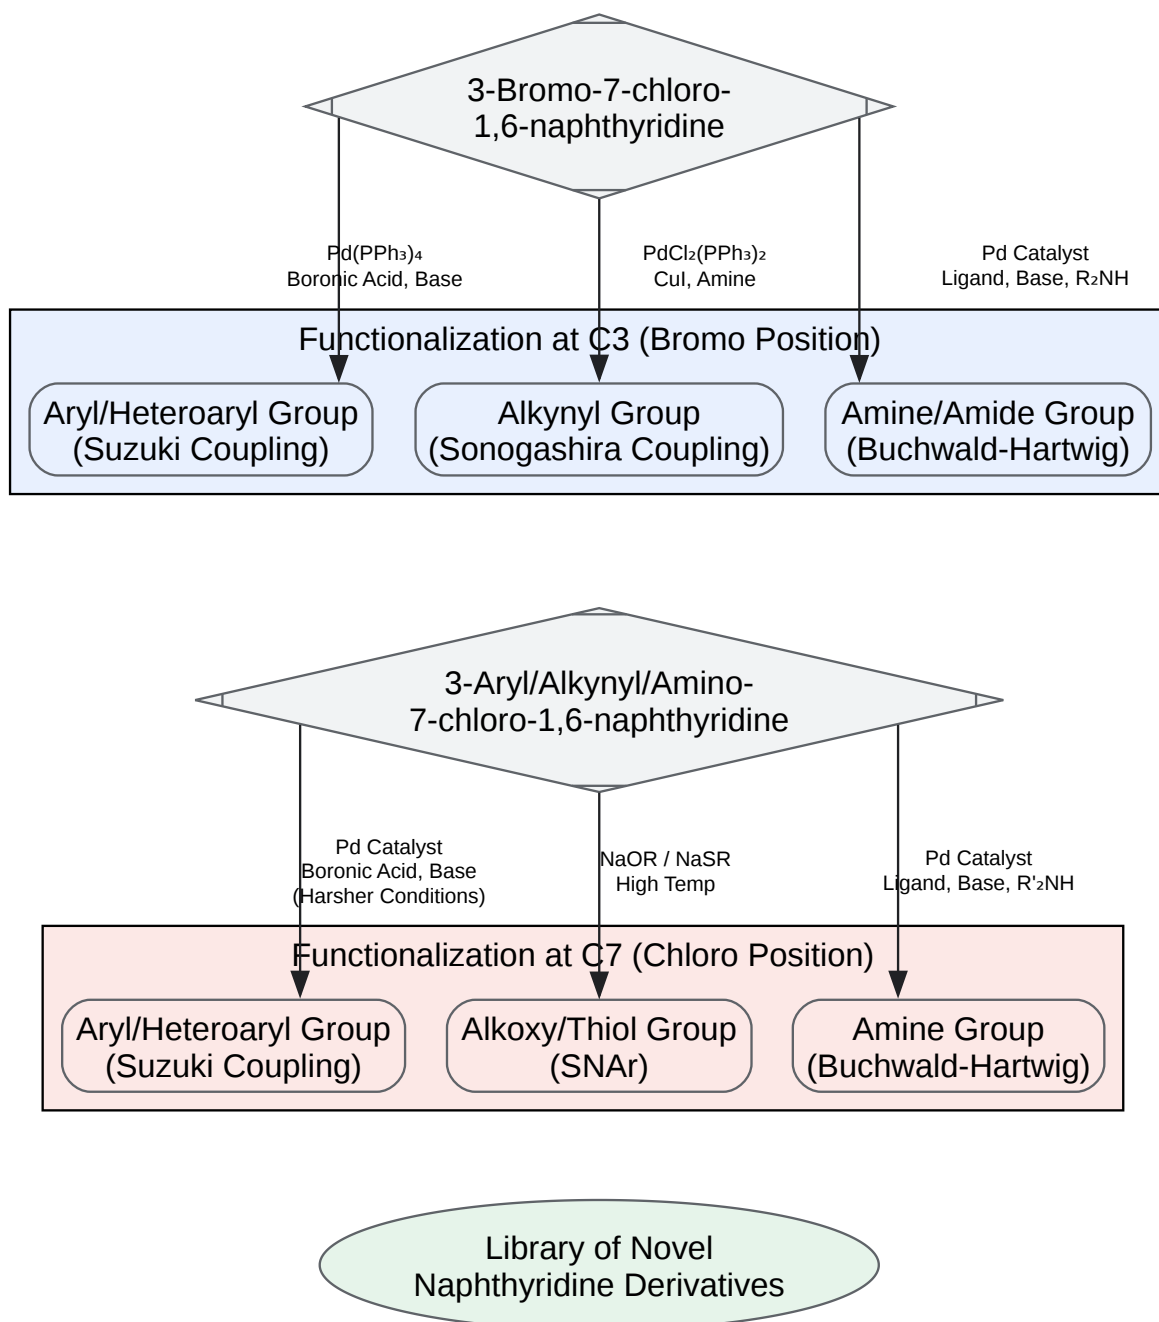 3-Bromo-7-chloro-
1,6-naphthyridine
Pd(PPh₃)₄
Boronic Acid, Base
PdCl₂(PPh₃)₂
CuI, Amine
Pd Catalyst
Ligand, Base, R₂NH
Functionalization at C3 (Bromo Position)
Aryl/Heteroaryl Group
(Suzuki Coupling)
Alkynyl Group
(Sonogashira Coupling)
Amine/Amide Group
(Buchwald-Hartwig)
3-Aryl/Alkynyl/Amino-
7-chloro-1,6-naphthyridine
Pd Catalyst
Boronic Acid, Base
(Harsher Conditions)
NaOR / NaSR
High Temp
Pd Catalyst
Ligand, Base, R'₂NH
Functionalization at C7 (Chloro Position)
Aryl/Heteroaryl Group
(Suzuki Coupling)
Alkoxy/Thiol Group
(SNAr)
Amine Group
(Buchwald-Hartwig)
Library of Novel
Naphthyridine Derivatives